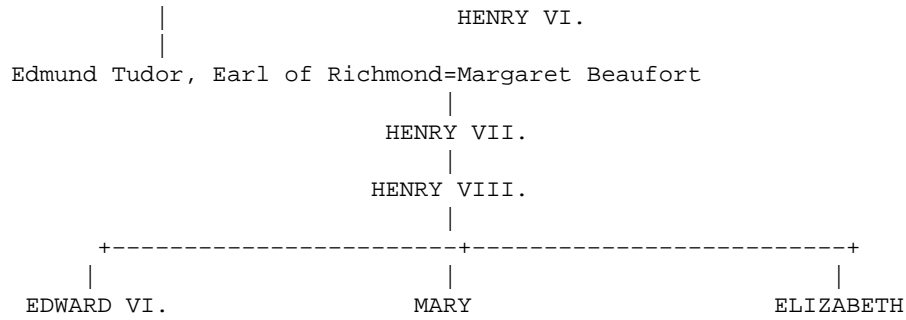 HENRY VI.
Edmund Tudor, Earl of Richmond=Margaret Beaufort
HENRY VII.
HENRY VIII.
EDWARD VI. MARY ELIZABETH